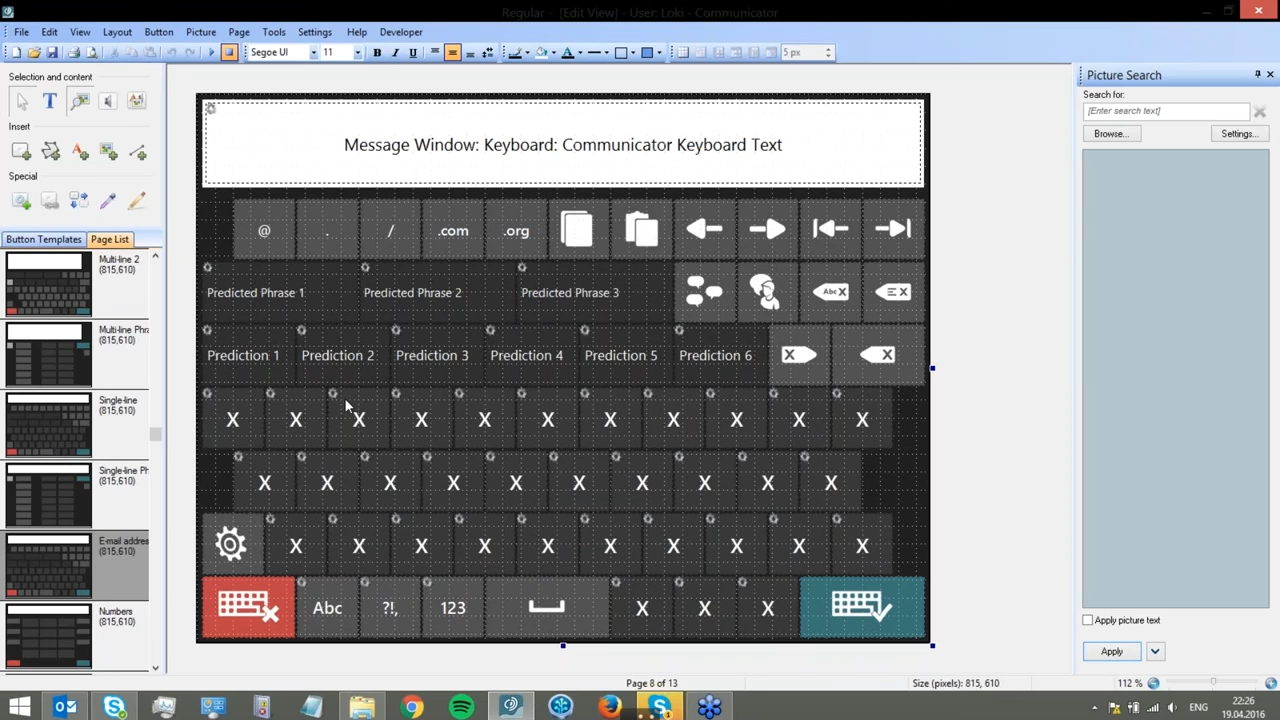 Regular - [Edit View] - User: Loki - Communicator
File Edit View Layout Button Picture Page Tools Settings Help Developer
Segoe UI 11 B I U 5 px
Selection and content
T
Insert
Special
Button Templates Page List
Multi-line 2
(815,610)
Multi-line Phra
(815,610)
Single-line
(815,610)
Single-line Ph
(815,610)
E-mail addres
(815,610)
Numbers
(815,610)
Message Window: Keyboard: Communicator Keyboard Text
@ . / .com .org
Predicted Phrase 1 Predicted Phrase 2 Predicted Phrase 3 Abc X X
Prediction 1 Prediction 2 Prediction 3 Prediction 4 Prediction 5 Prediction 6 X X
X X X X X X X X X X X
X X X X X X X X X X
X X X X X X X X X X
Abc ?!, 123 X X X
Picture Search
Search for:
[Enter search text]
Browse... Settings...
Apply picture text
Apply
Page 8 of 13 Size (pixels): 815, 610 112 %
ENG 22:26
19.04.2016